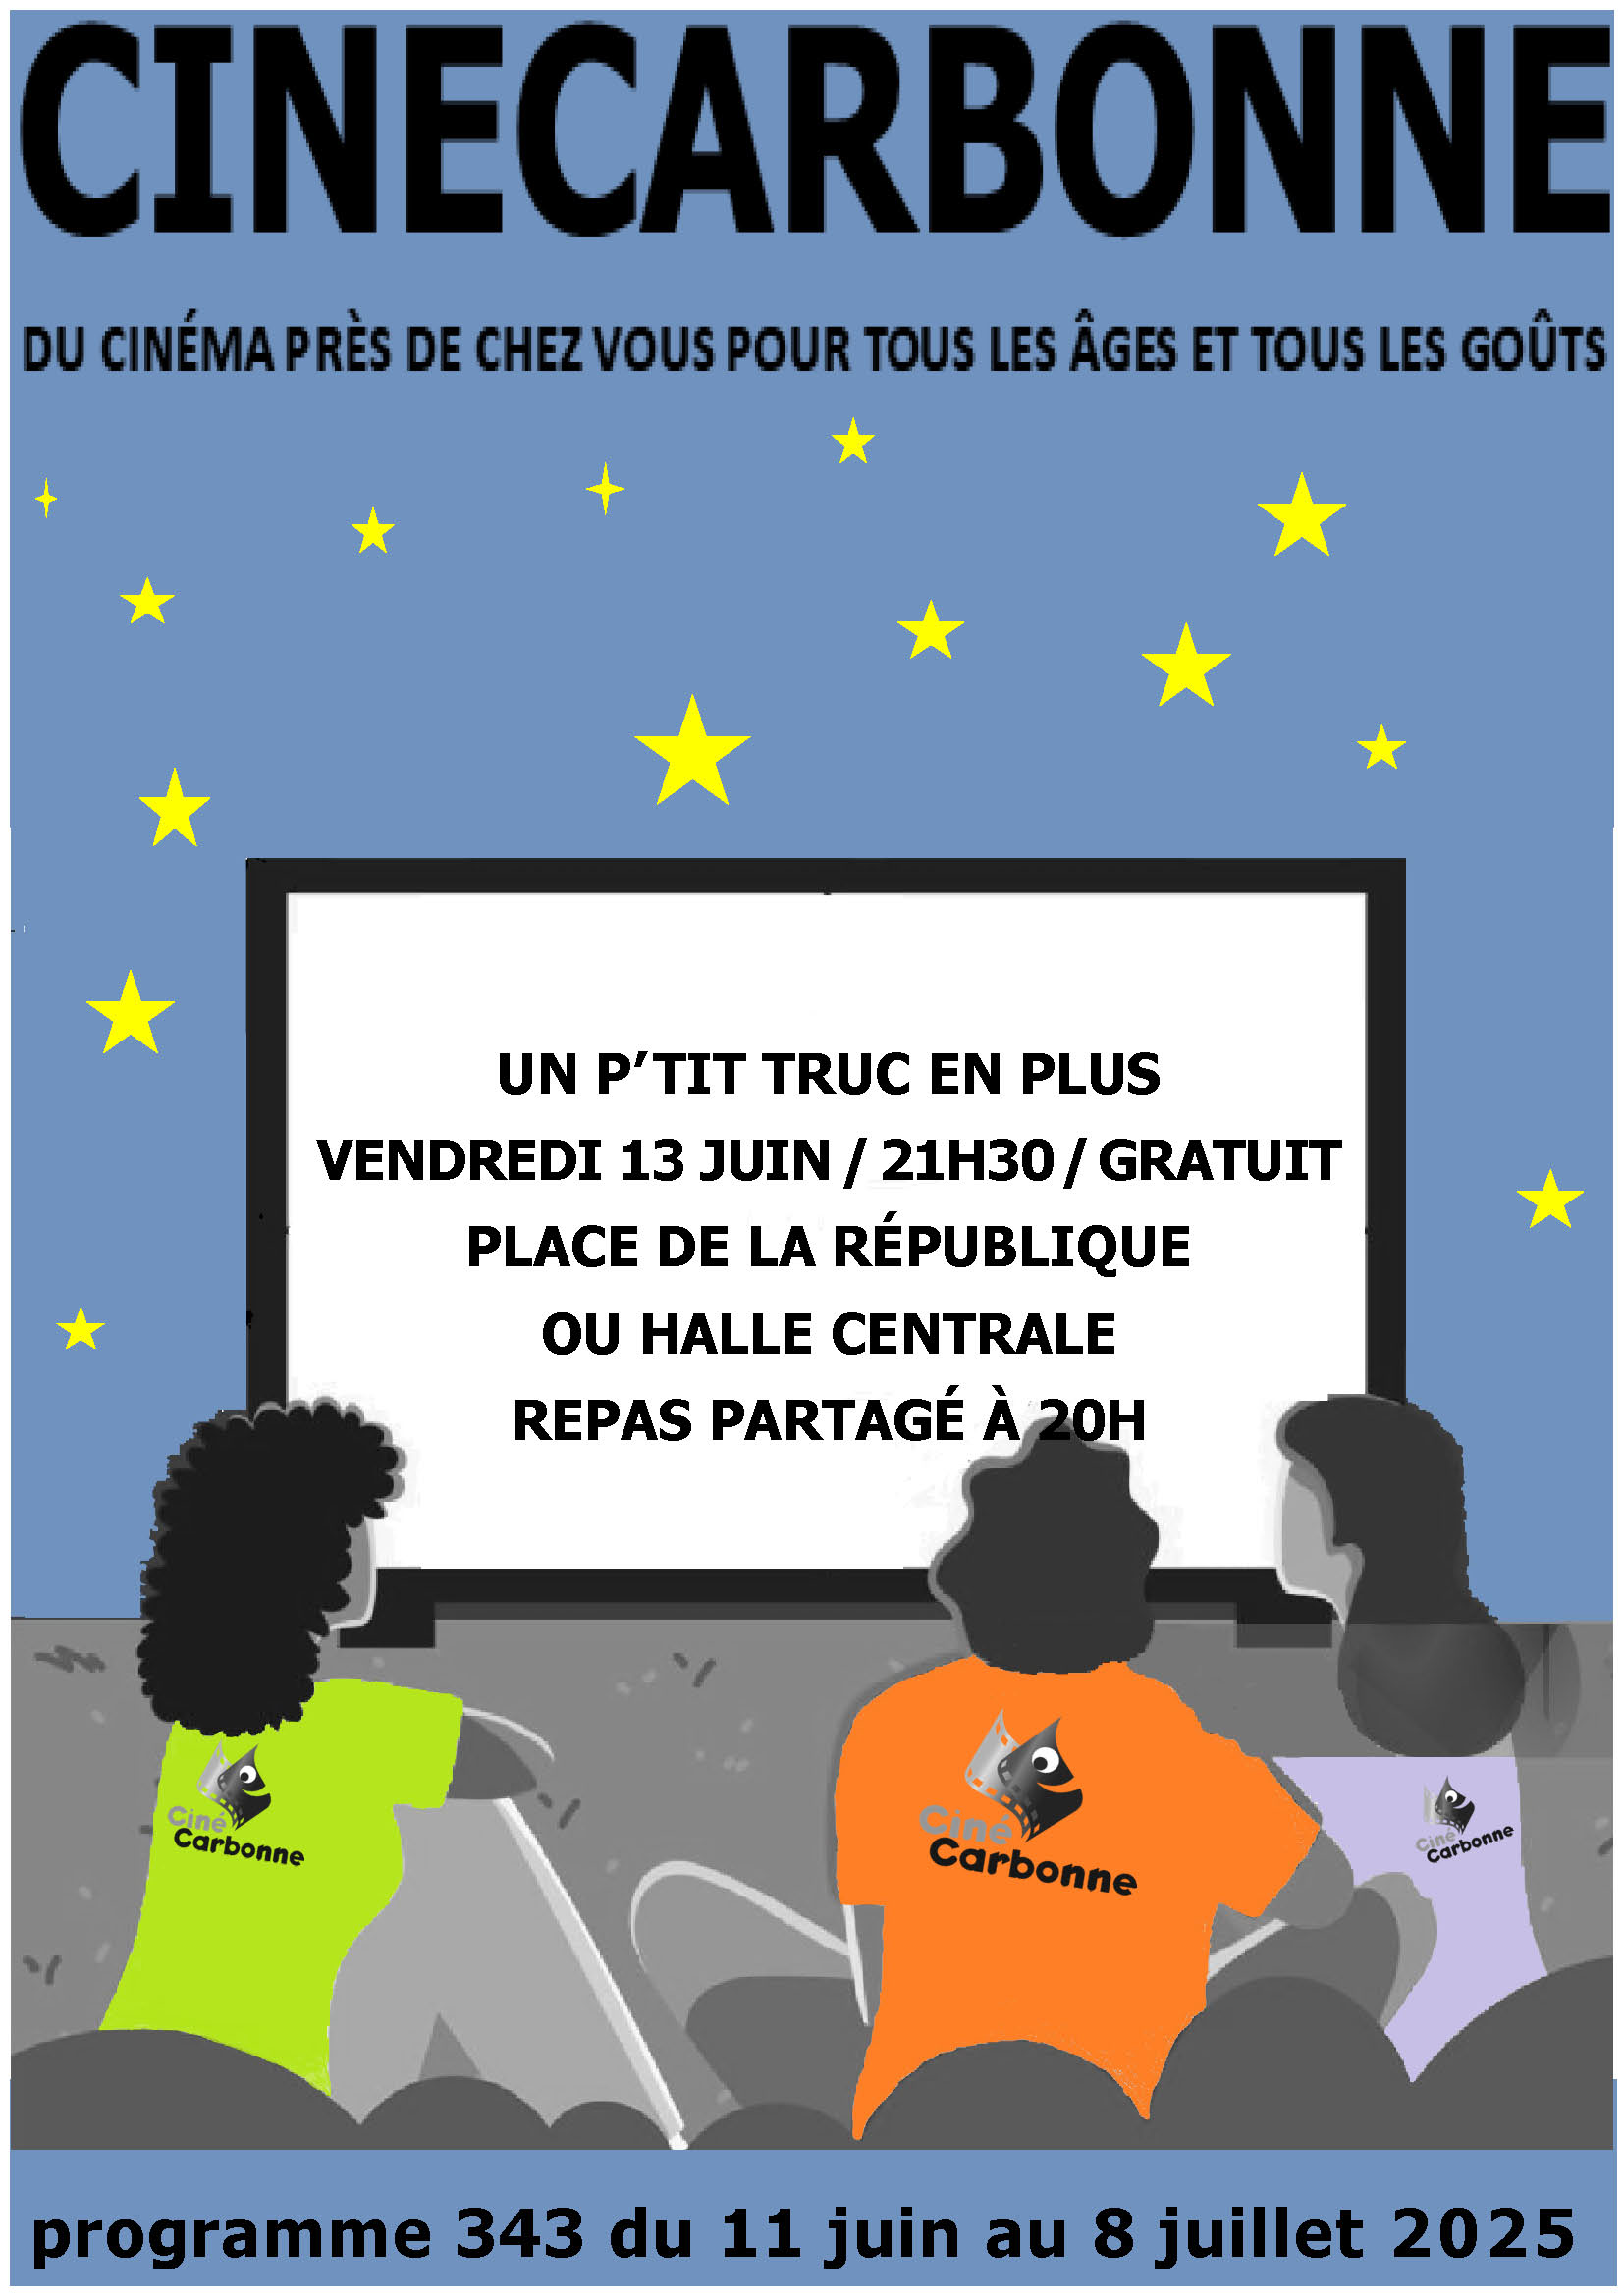 CINECARBONNE
DU CINÉMA PRÈS DE CHEZ VOUS POUR TOUS LES ÂGES ET TOUS LES GOÛTS
UN P’TIT TRUC EN PLUS
VENDREDI 13 JUIN / 21H30 / GRATUIT
PLACE DE LA RÉPUBLIQUE
OU HALLE CENTRALE
REPAS PARTAGÉ À 20H
Ciné
Carbonne
Ciné
Carbonne
Ciné
Carbonne
programme 343 du 11 juin au 8 juillet 2025